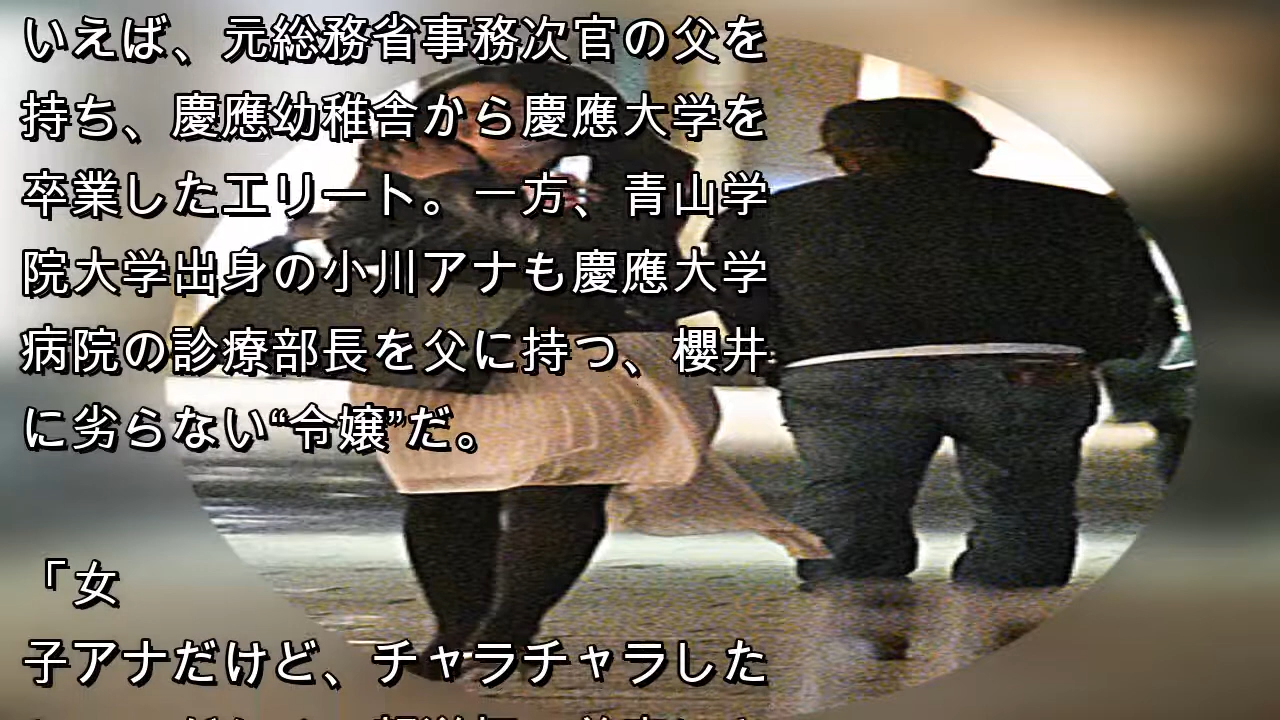 いえば、元総務省事務次官の父を
持ち、慶應幼稚舎から慶應大学を
卒業したエリート。一方、青山学
院大学出身の小川アナも慶應大学
病院の診療部長を父に持つ、櫻井
に劣らない“令嬢”だ。
「女
子アナだけど、チャラチャラした